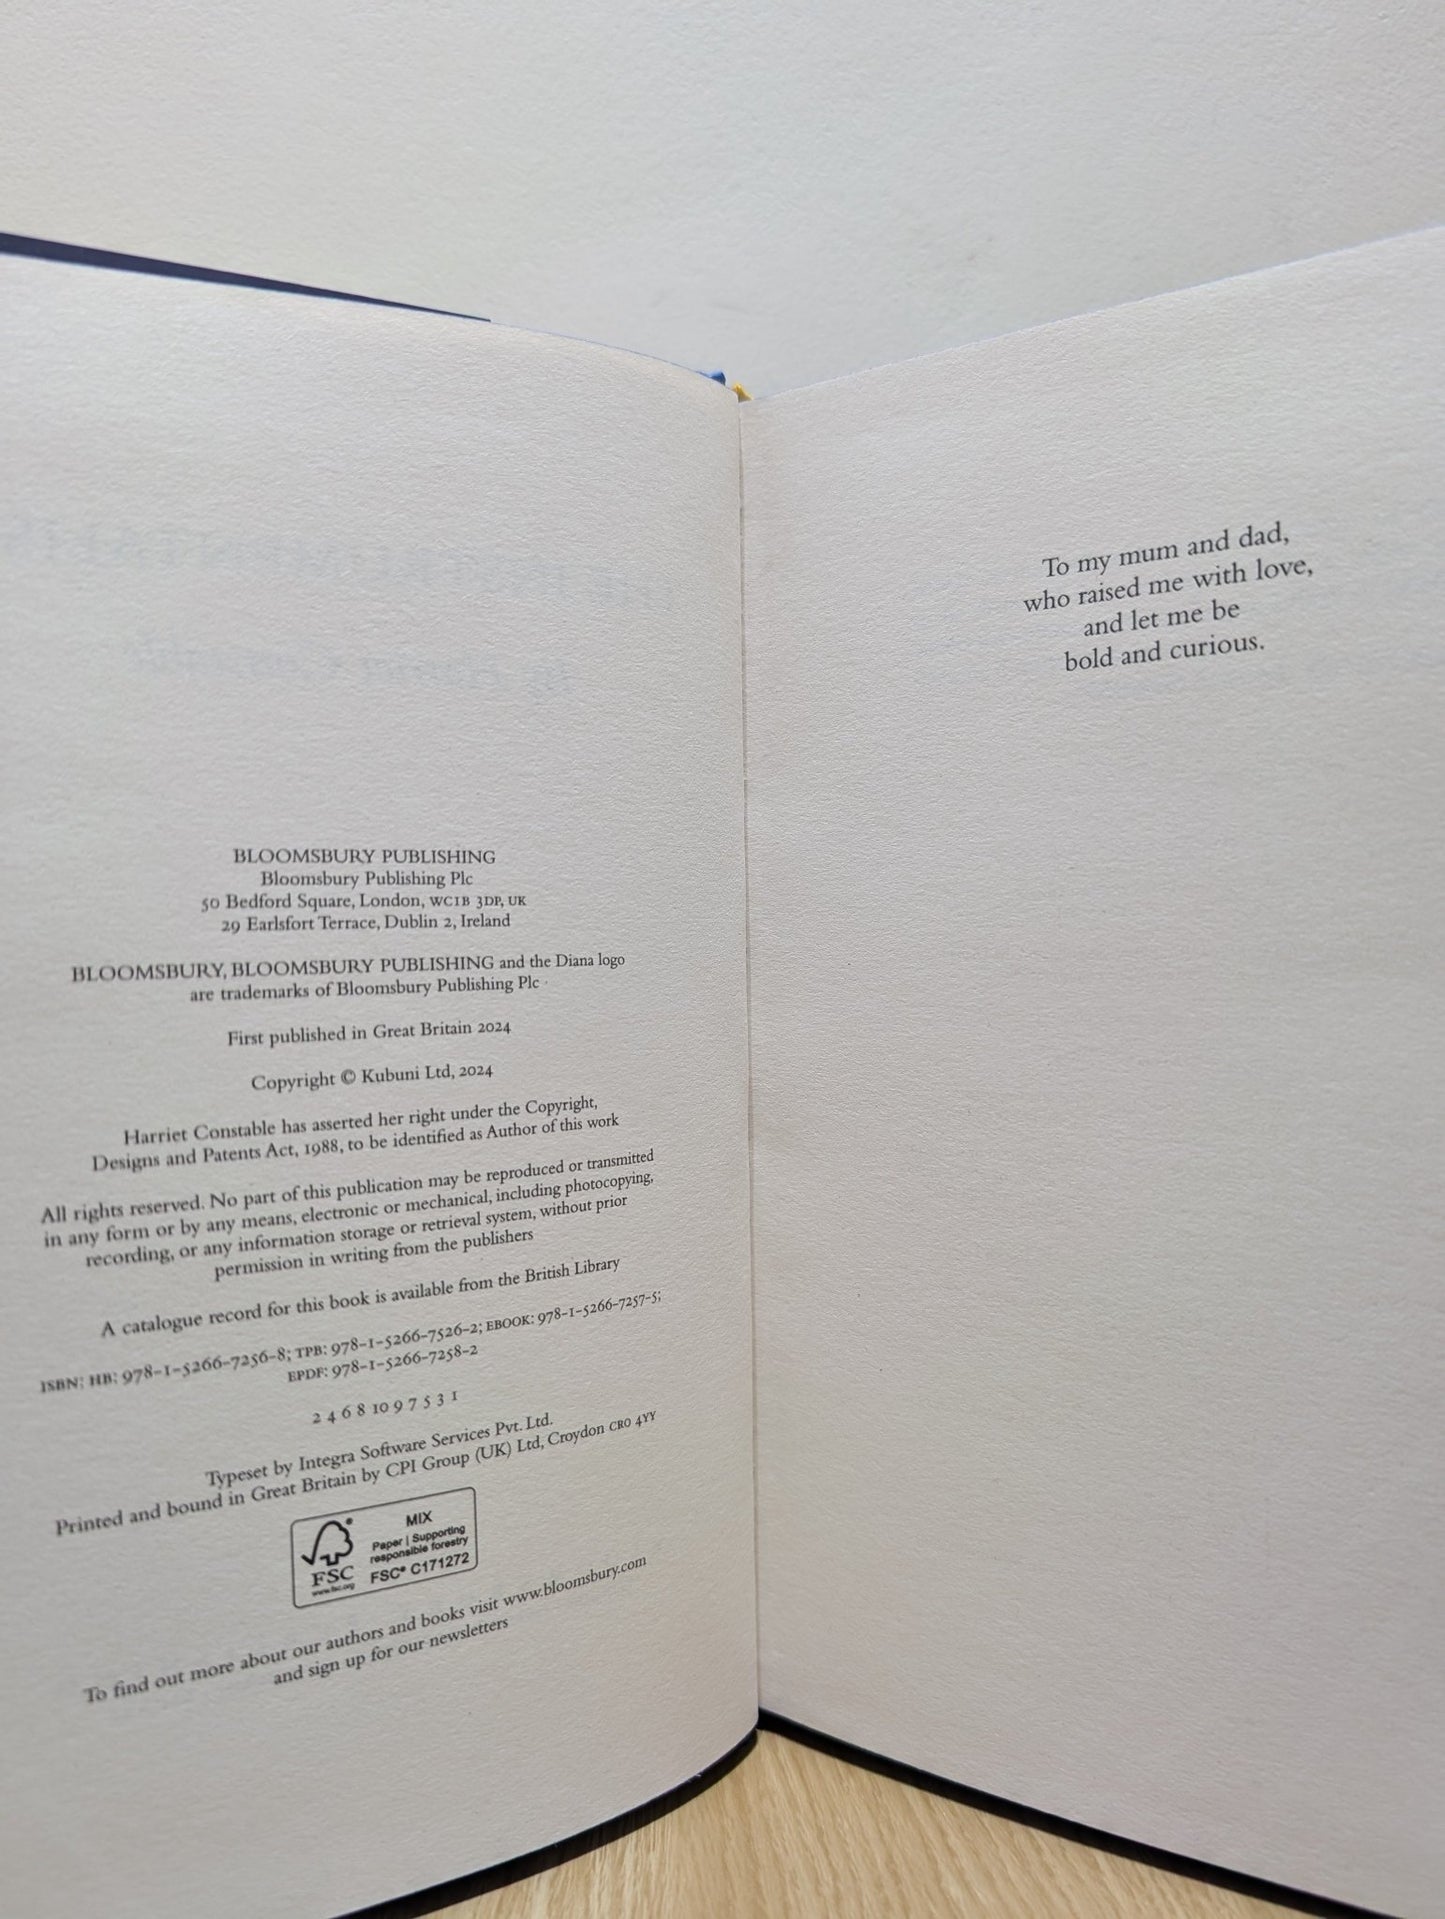 BLOOMSBURY PUBLISHING
Bloomsbury Publishing Plc
50 Bedford Square, London, WC1B 3DP, UK
29 Earlsfort Terrace, Dublin 2, Ireland
BLOOMSBURY, BLOOMSBURY PUBLISHING and the Diana logo
are trademarks of Bloomsbury Publishing Plc
First published in Great Britain 2024
Copyright © Kubuni Ltd, 2024
Harriet Constable has asserted her right under the Copyright,
Designs and Patents Act, 1988, to be identified as Author of this work
All rights reserved. No part of this publication may be reproduced or transmitted
in any form or by any means, electronic or mechanical, including photocopying,
recording, or any information storage or retrieval system, without prior
permission in writing from the publishers
A catalogue record for this book is available from the British Library
ISBN: HB: 978-1-5266-7256-8; TPB: 978-1-5266-7526-2; EBOOK: 978-1-5266-7257-5;
EPDF: 978-1-5266-7258-2
2 4 6 8 10 9 7 5 3 1
Typeset by Integra Software Services Pvt. Ltd.
Printed and bound in Great Britain by CPI Group (UK) Ltd, Croydon CR0 4YY
FSC
www.fsc.org
MIX
Paper | Supporting
responsible forestry
FSC® C171272
To find out more about our authors and books visit www.bloomsbury.com
and sign up for our newsletters
To my mum and dad,
who raised me with love,
and let me be
bold and curious.